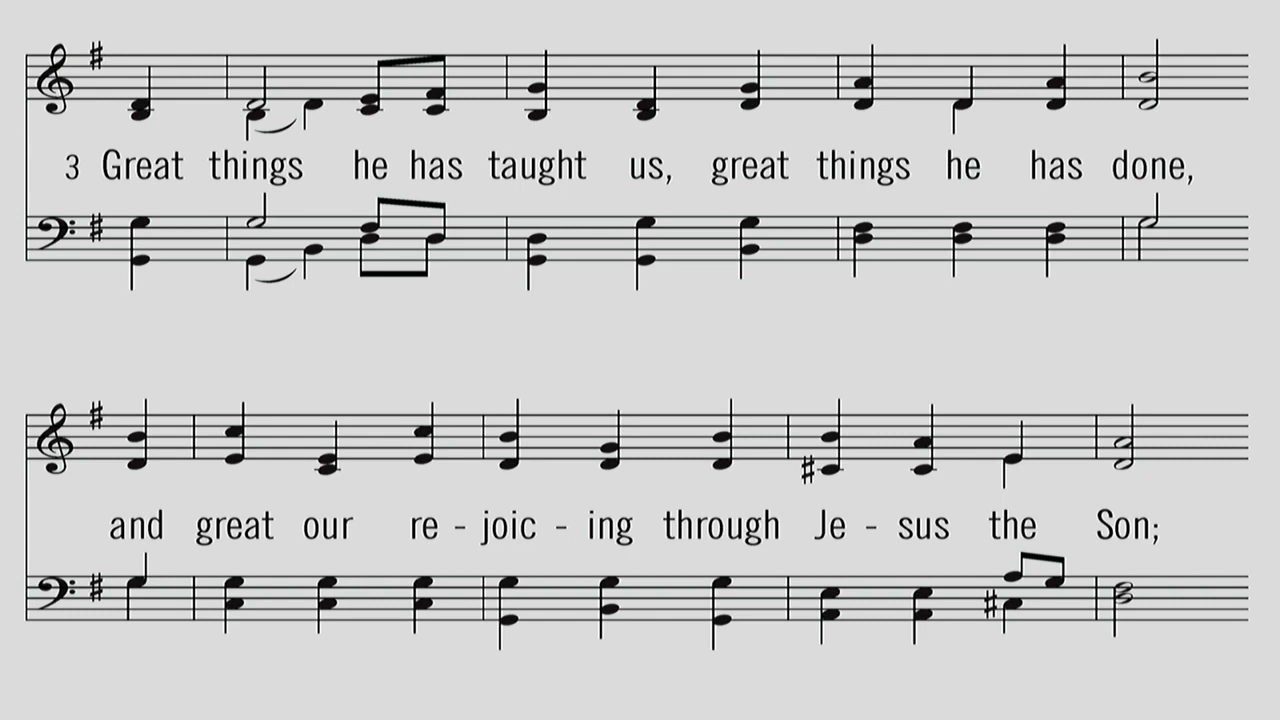 3 Great things he has taught us, great things he has done,
and great our re - joic - ing through Je - sus the Son;